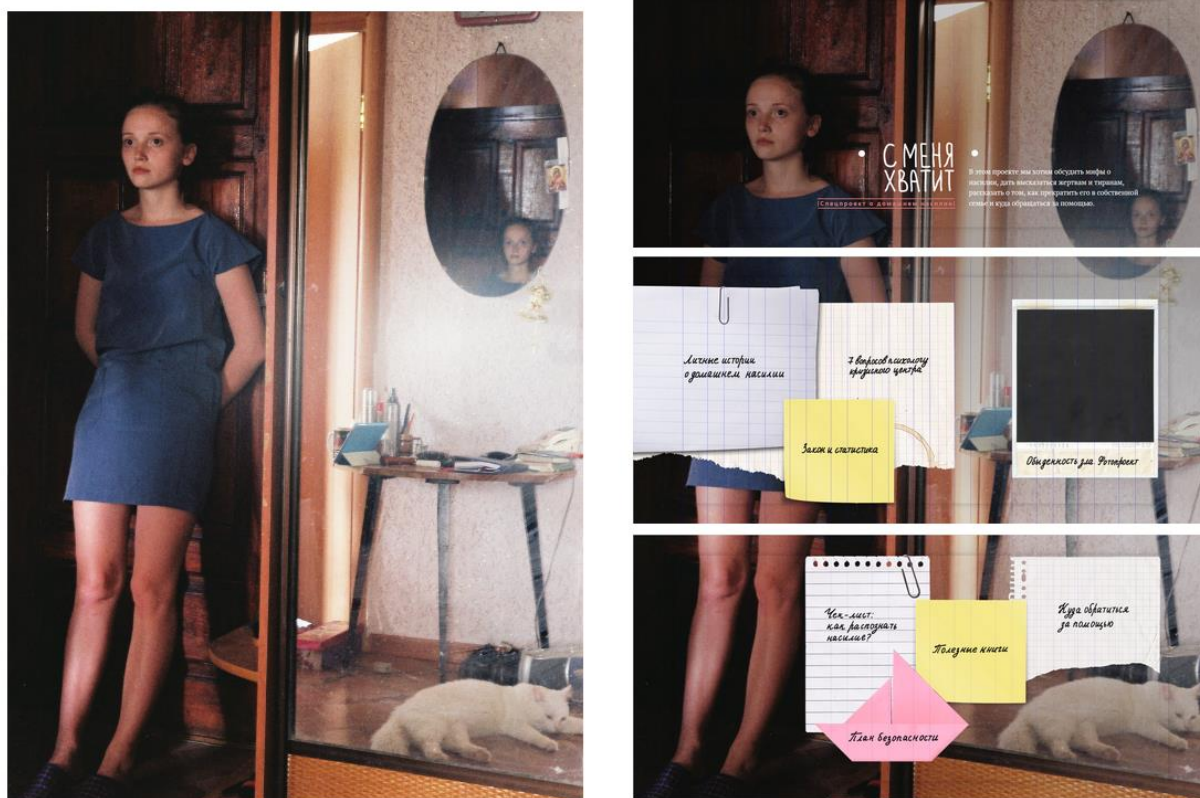 С МЕНЯ
ХВАТИТ
Спецпроект о домашнем насилии
В этом проекте мы хотим обсудить мифы о
насилии, дать высказаться жертвам и тиранам,
рассказать о том, как прекратить его в собственной
семье и куда обращаться за помощью.
Личные истории
о домашнем насилии
7 вопросов психологу
кризисного центра
Закон и статистика
Обыденность зла Фотопроект
Чек-лист:
как распознать
насилие?
Полезные книги
Куда обратиться
за помощью
План безопасности